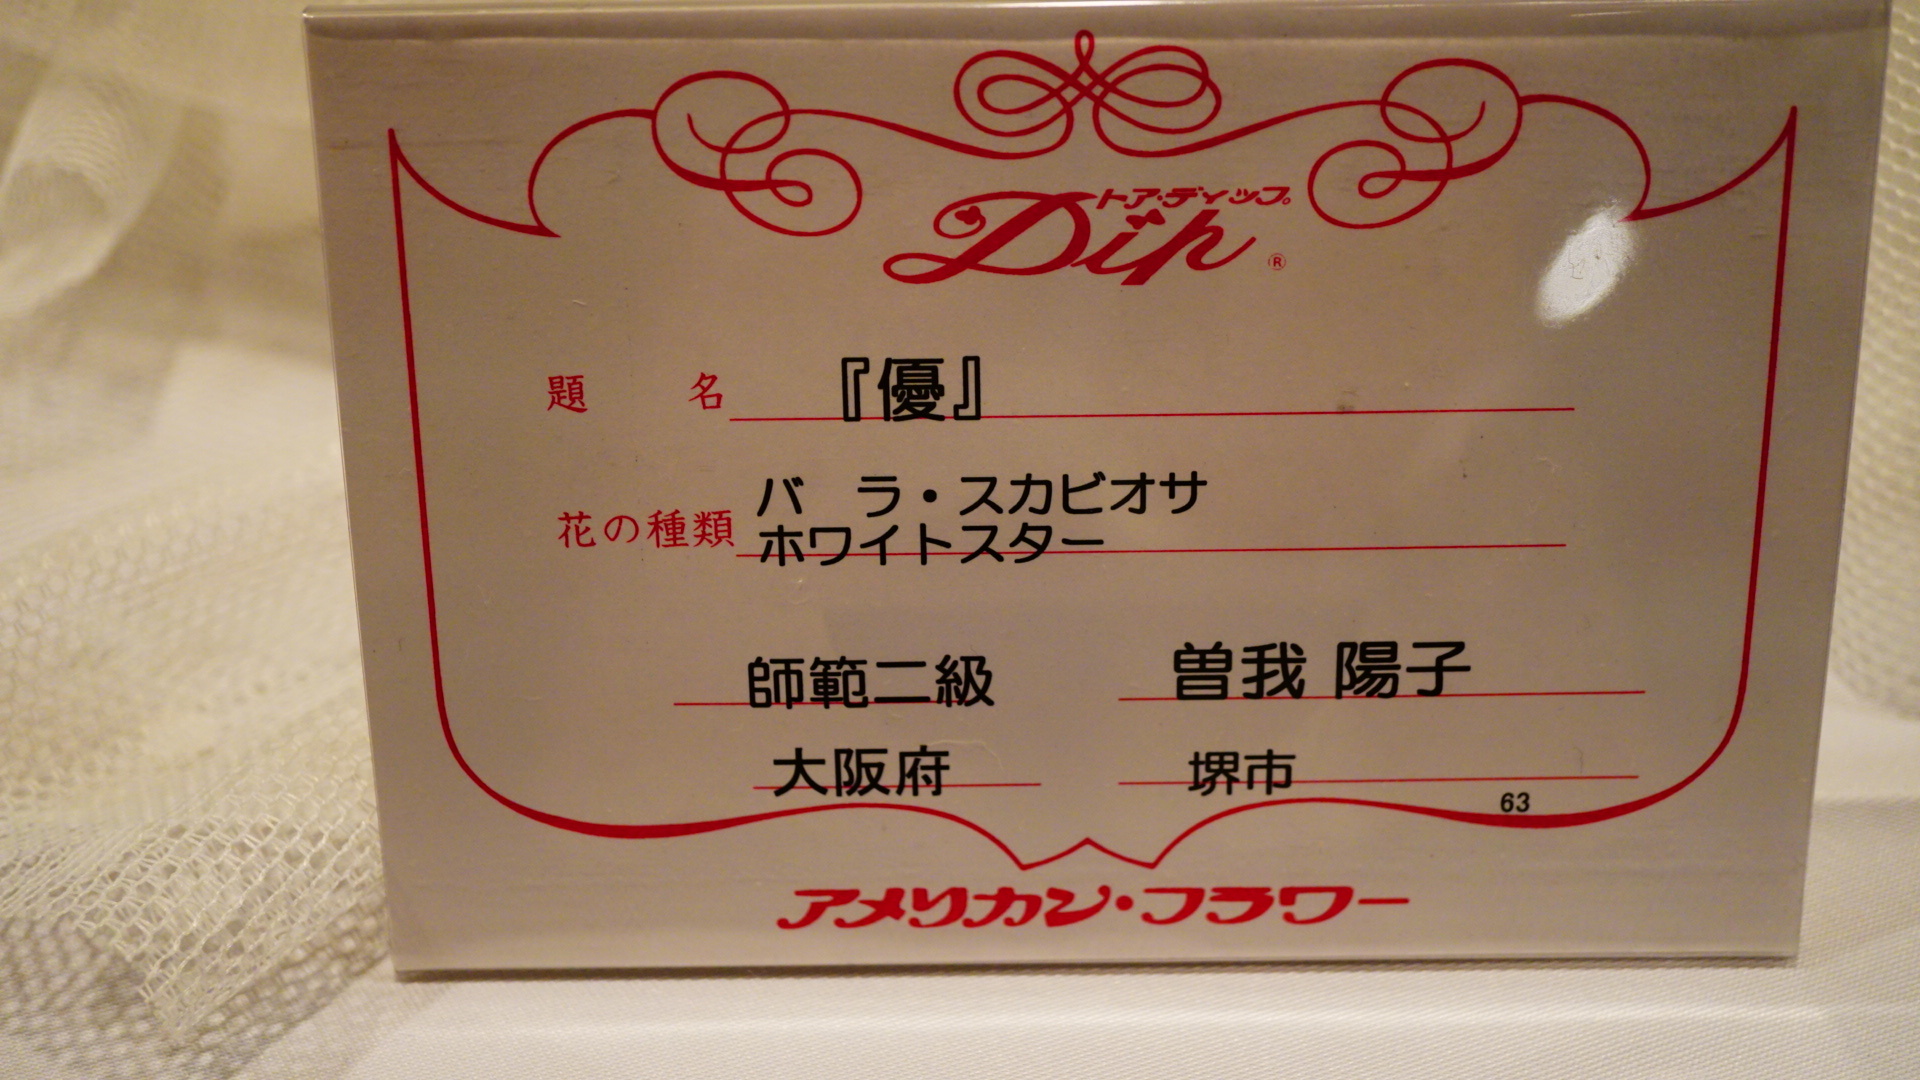 トア・ディップ。
Dip ®
題 名 『優』
花の種類 バ ラ・スカビオサ
ホワイトスター
師範二級 曽我 陽子
大阪府 堺市
63
アメリカン・フラワー